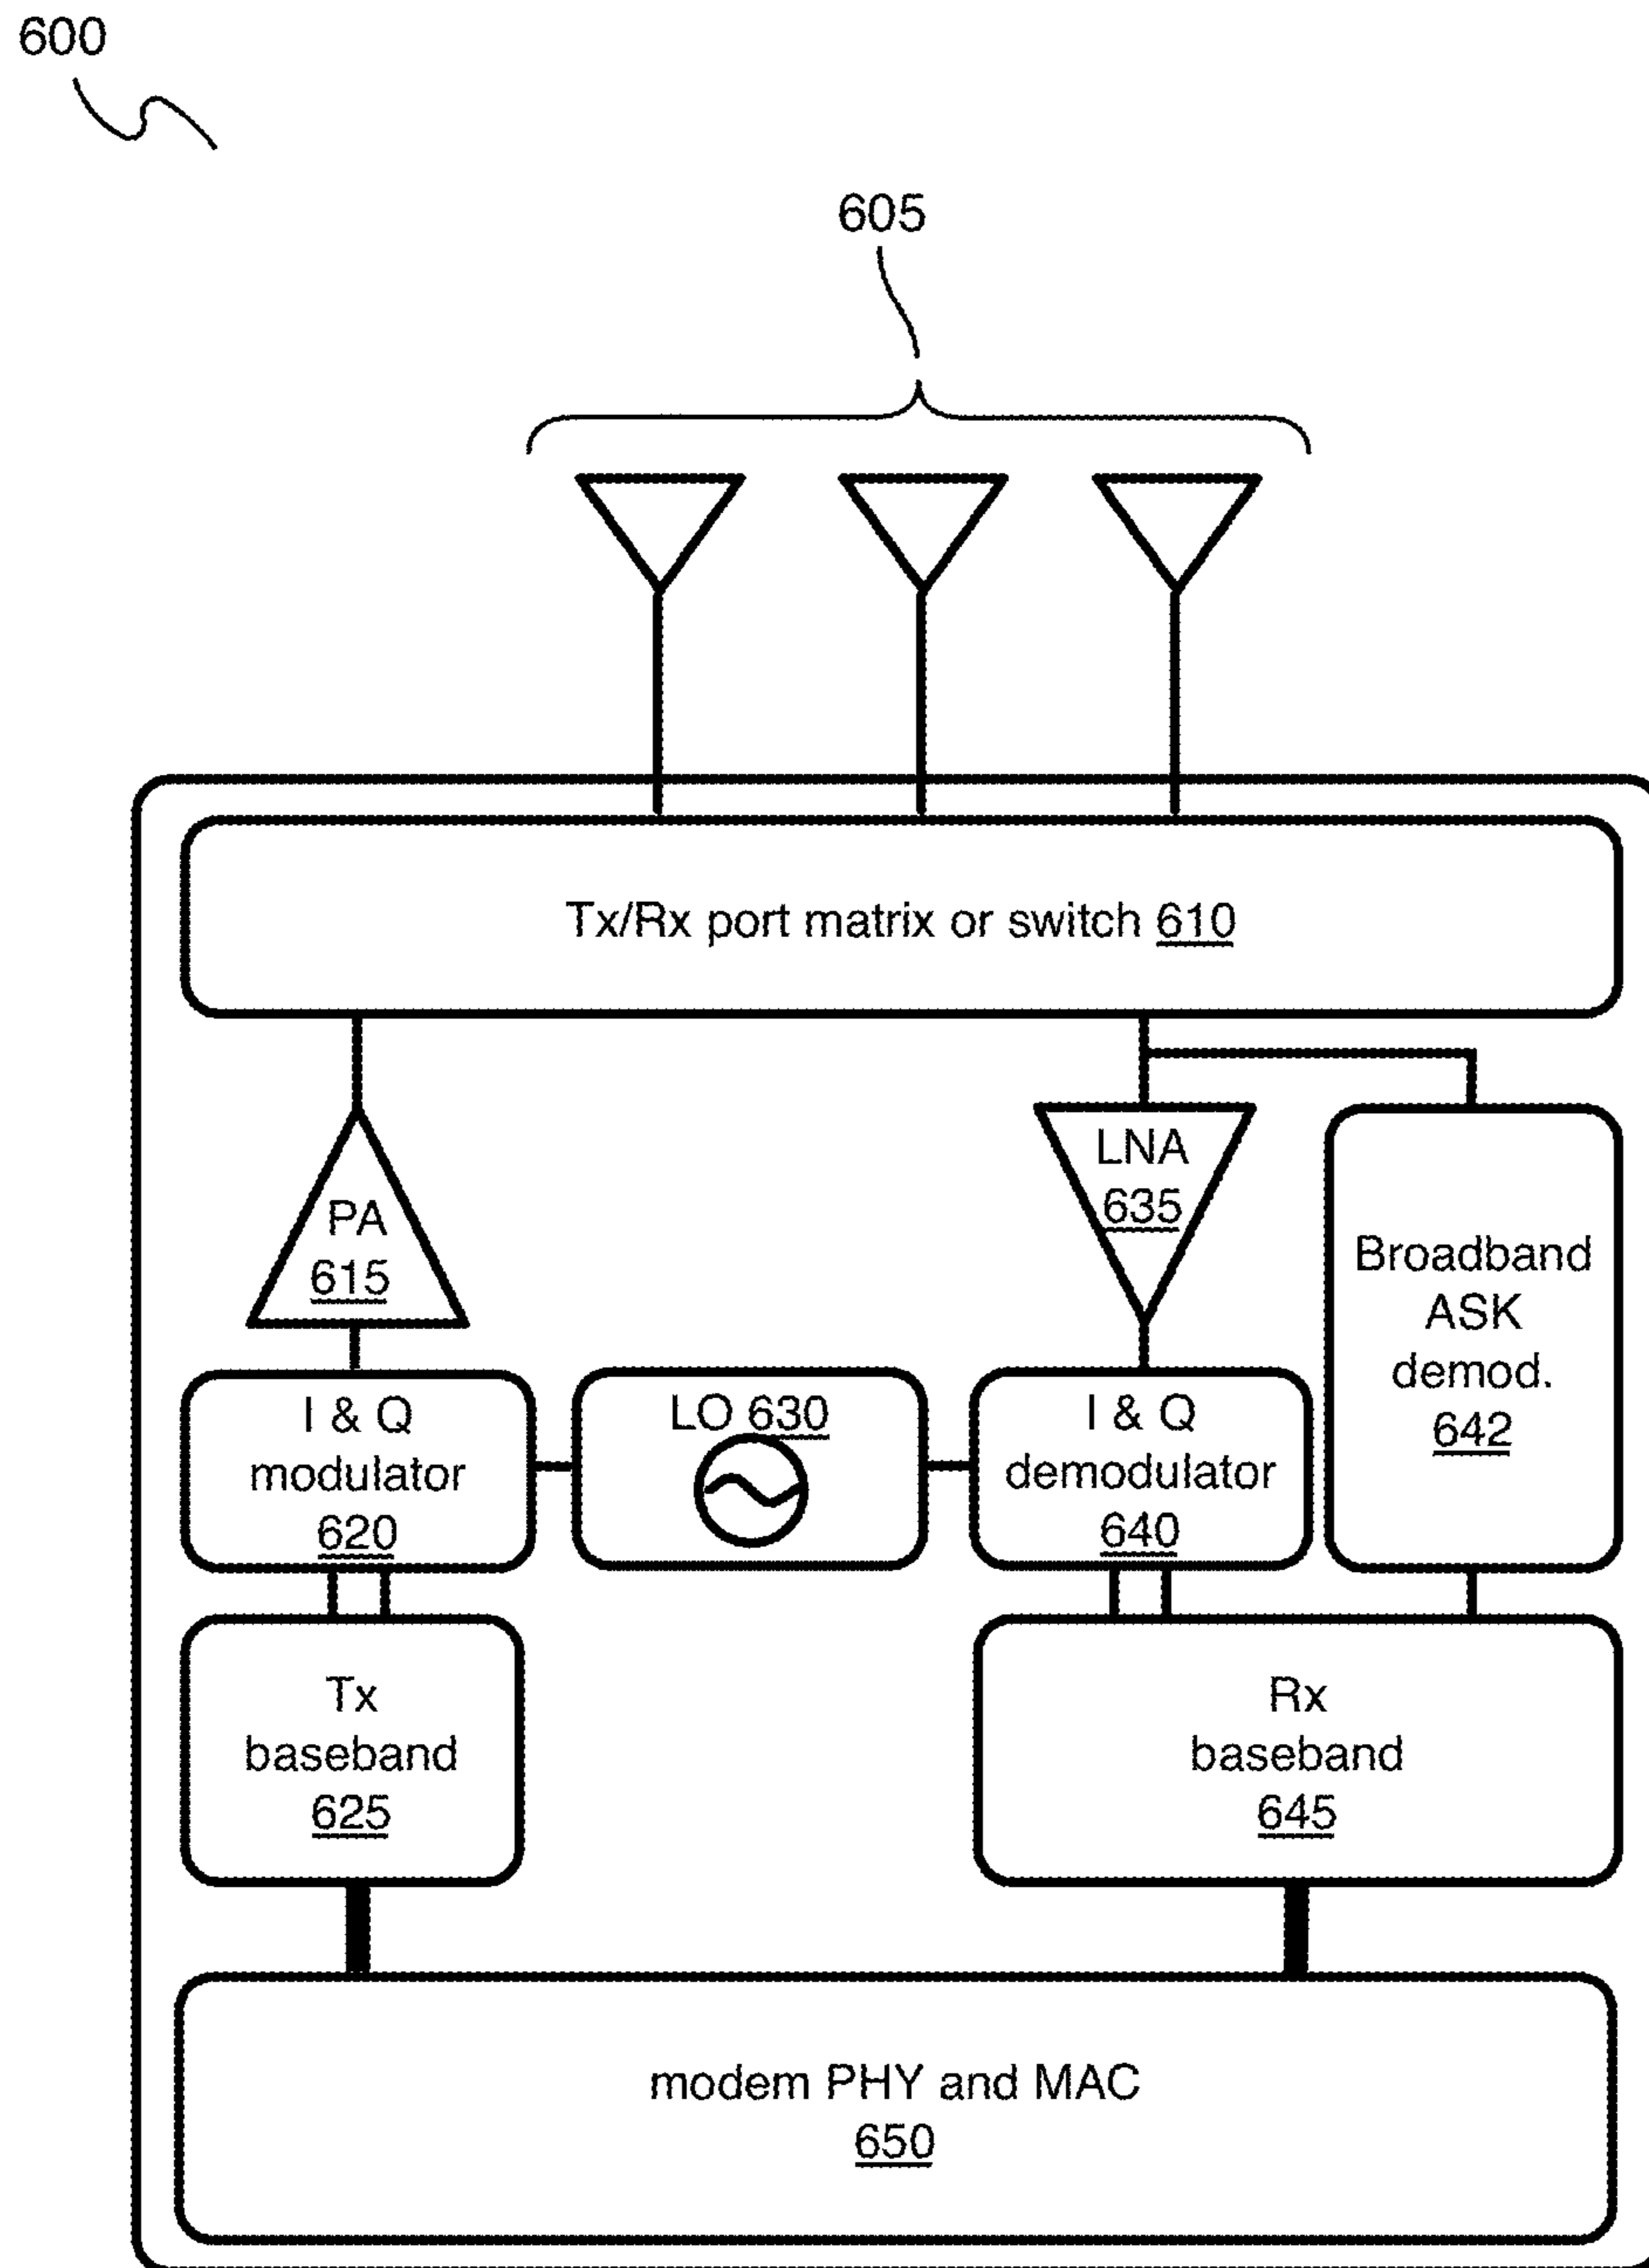 600
605
Tx/Rx port matrix or switch 610
PA
615
LNA
635
Broadband
ASK
demod.
642
I & Q
modulator
620
LO 630
I & Q
demodulator
640
Tx
baseband
625
Rx
baseband
645
modem PHY and MAC
650